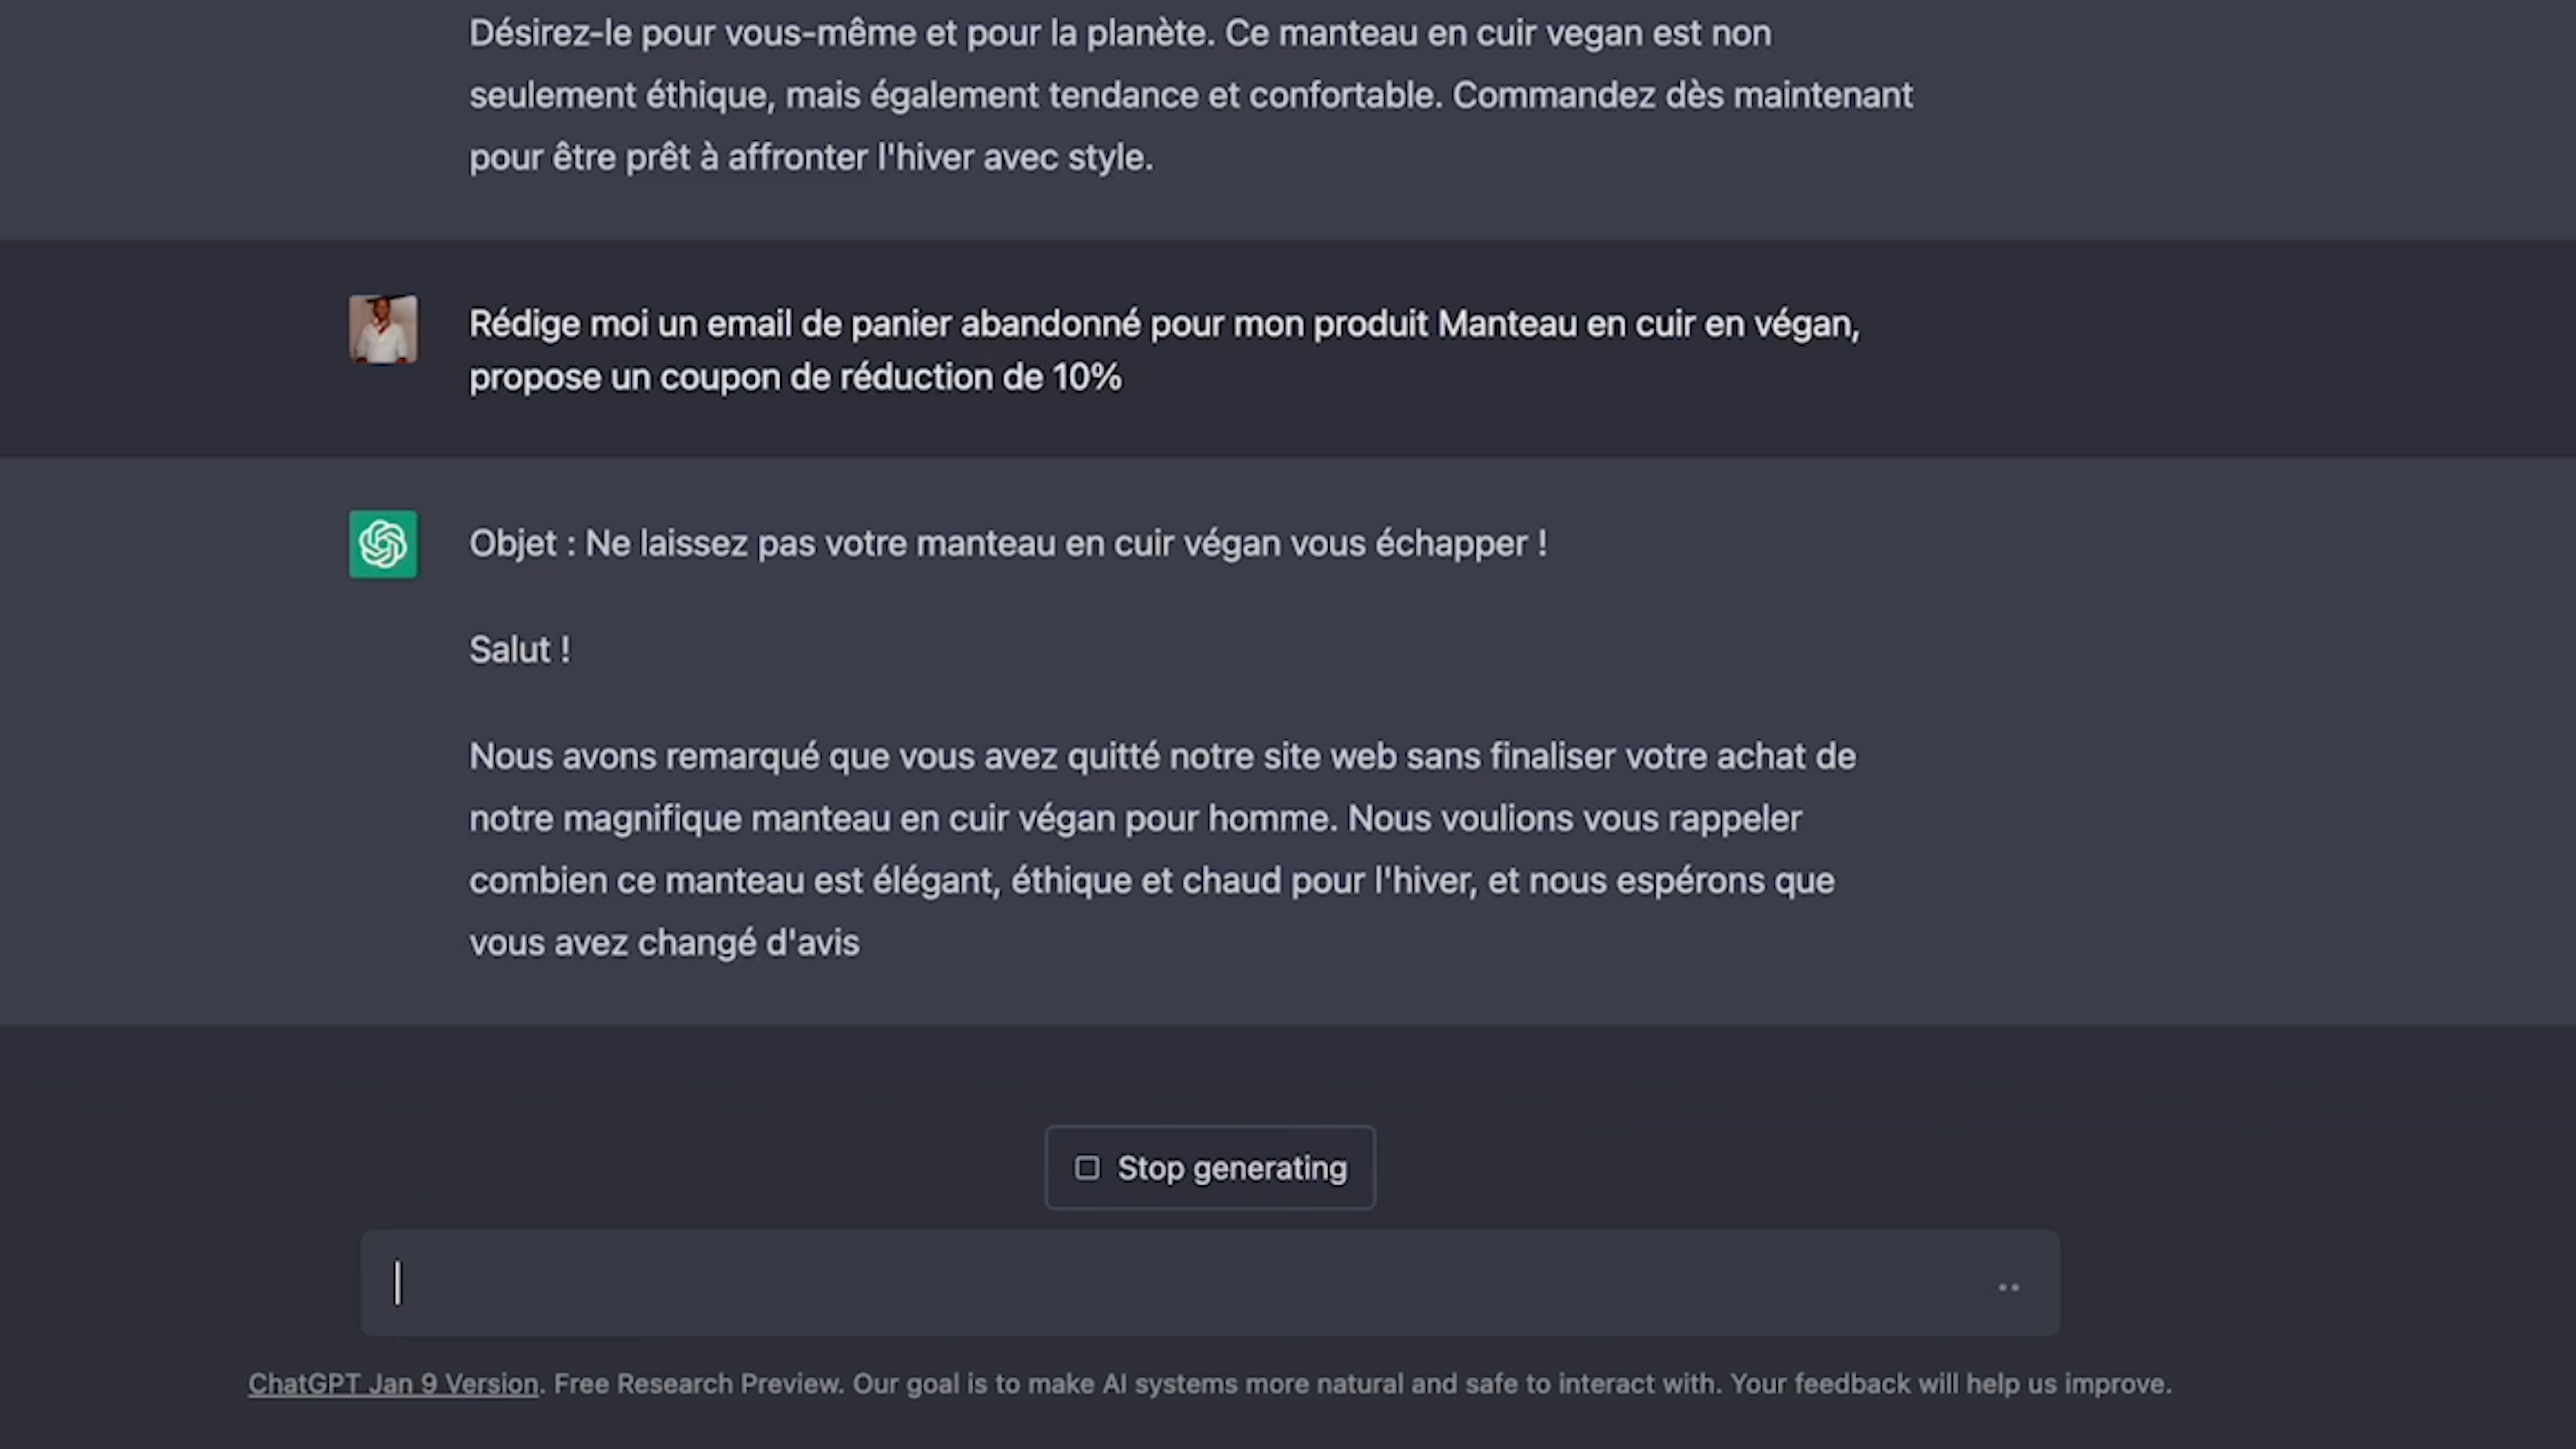 Désirez-le pour vous-même et pour la planète. Ce manteau en cuir vegan est non
seulement éthique, mais également tendance et confortable. Commandez dès maintenant
pour être prêt à affronter l'hiver avec style.
Rédige moi un email de panier abandonné pour mon produit Manteau en cuir en végan,
propose un coupon de réduction de 10%
Objet : Ne laissez pas votre manteau en cuir végan vous échapper !
Salut !
Nous avons remarqué que vous avez quitté notre site web sans finaliser votre achat de
notre magnifique manteau en cuir végan pour homme. Nous voulions vous rappeler
combien ce manteau est élégant, éthique et chaud pour l'hiver, et nous espérons que
vous avez changé d'avis
Stop generating
ChatGPT Jan 9 Version. Free Research Preview. Our goal is to make AI systems more natural and safe to interact with. Your feedback will help us improve.